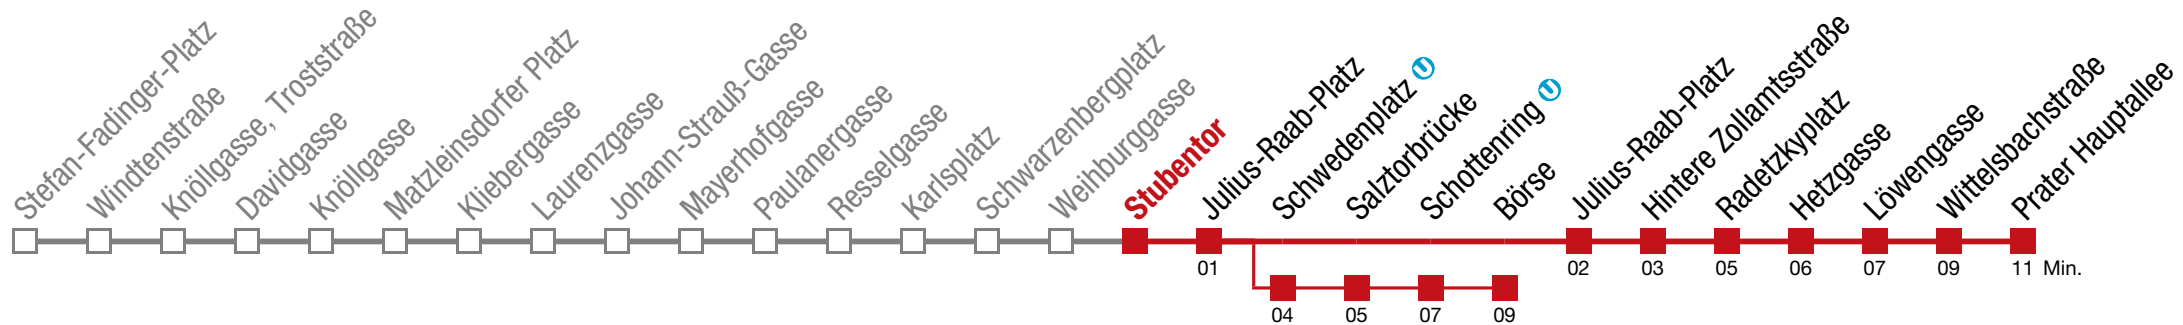 Stefan-Fadinger-Platz
Windtenstraße
Knöllgasse, Troststraße
Davidgasse
Knöllgasse
Matzleinsdorfer Platz
Kliebergasse
Laurenzgasse
Johann-Strauß-Gasse
Mayerhofgasse
Paulanergasse
Resselgasse
Karlsplatz
Schwarzenbergplatz
Weihburggasse
Stubentor
Julius-Raab-Platz
Schwedenplatz U
Salztorbrücke
Schottenring U
Börse
Julius-Raab-Platz
Hintere Zollamtsstraße
Radetzkyplatz
Hetzgasse
Löwengasse
Wittelsbachstraße
Prater Hauptallee
01 02 03 05 06 07 09 11 Min.
04 05 07 09